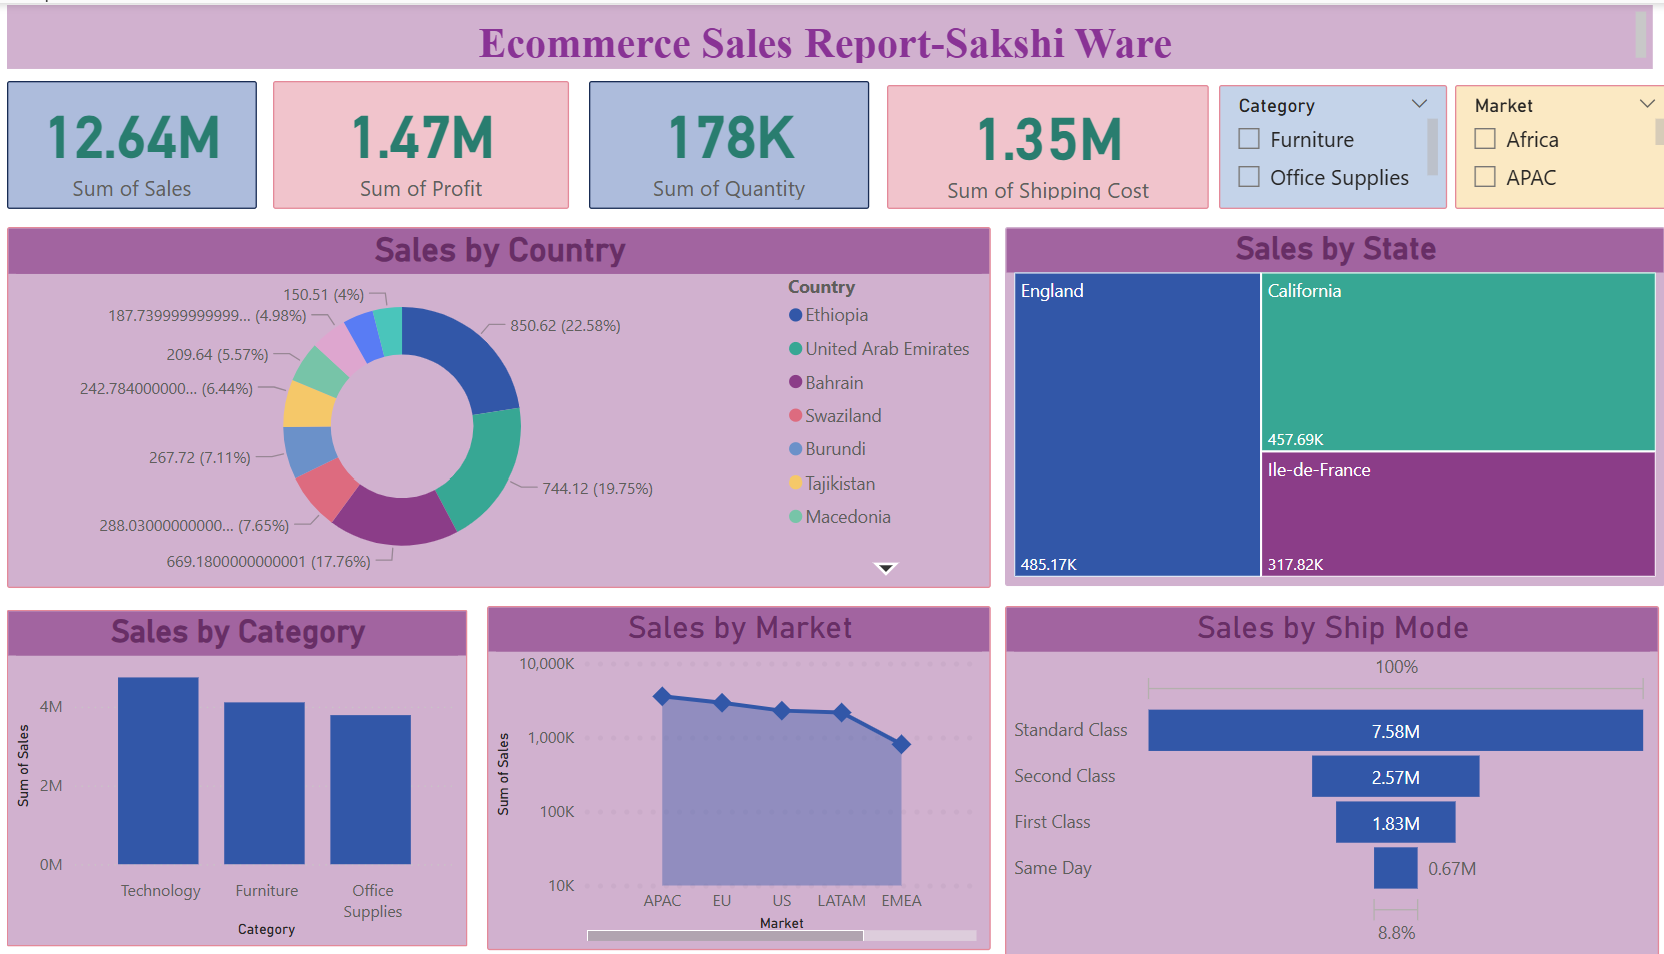 Ecommerce Sales Report-Sakshi Ware
12.64M
Sum of Sales
1.47M
Sum of Profit
178K
Sum of Quantity
1.35M
Sum of Shipping Cost
Category
Furniture
Office Supplies
Market
Africa
APAC
Sales by Country
150.51 (4%)
187.739999999999... (4.98%)
209.64 (5.57%)
242.784000000... (6.44%)
267.72 (7.11%)
288.03000000000... (7.65%)
669.1800000000001 (17.76%)
850.62 (22.58%)
744.12 (19.75%)
Country
Ethiopia
United Arab Emirates
Bahrain
Swaziland
Burundi
Tajikistan
Macedonia
Sales by State
England
485.17K
California
457.69K
Ile-de-France
317.82K
Sales by Category
Sum of Sales
4M
2M
0M
Technology
Furniture
Office
Supplies
Category
Sales by Market
Sum of Sales
10,000K
1,000K
100K
10K
APAC
EU
US
LATAM
EMEA
Market
Sales by Ship Mode
100%
Standard Class
7.58M
Second Class
2.57M
First Class
1.83M
Same Day
0.67M
8.8%